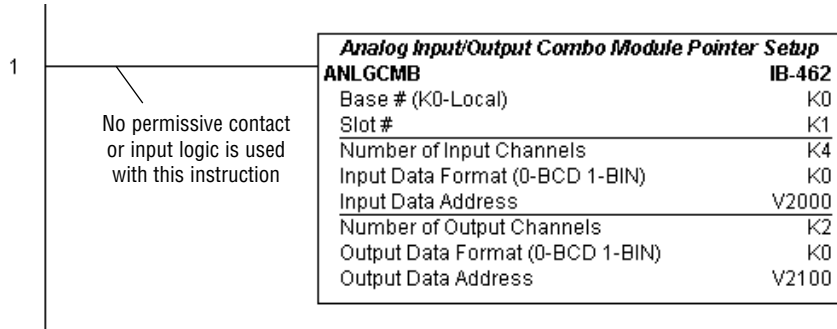 Analog Input/Output Combo Module Pointer Setup
1
ANLGCMB IB-462
Base # (K0-Local) K0
Slot # K1
Number of Input Channels K4
Input Data Format (0-BCD 1-BIN) K0
Input Data Address V2000
Number of Output Channels K2
Output Data Format (0-BCD 1-BIN) K0
Output Data Address V2100
No permissive contact
or input logic is used
with this instruction